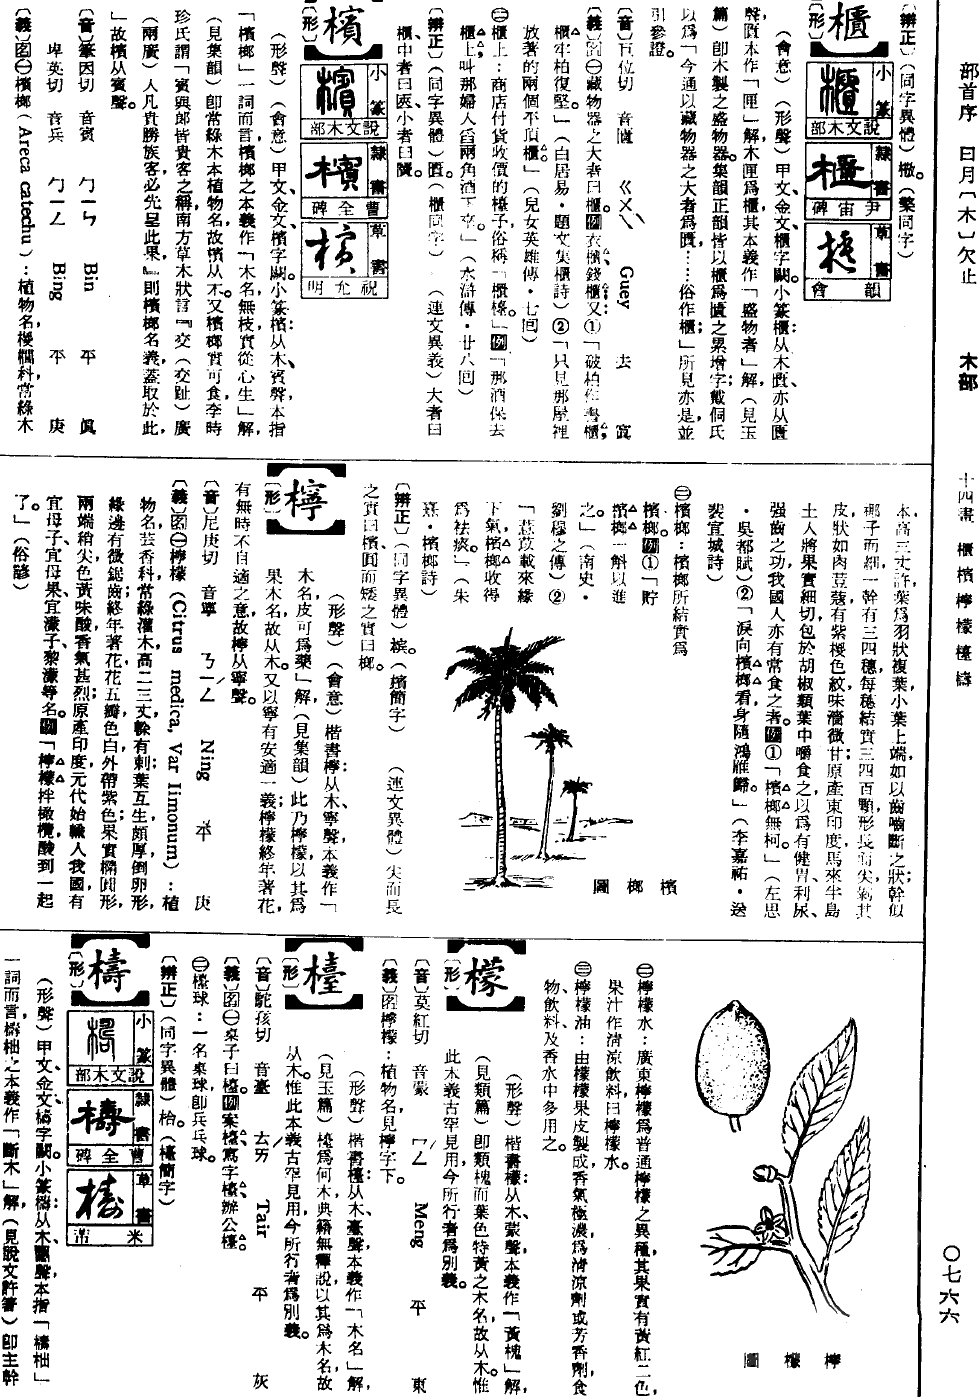 部首序　曰月〔木〕欠止　木部　十四畫　櫃檳檸檬檯檮　〇七六六
〔辨正〕（同字異體）檓。（檕同字）
櫃
〔形〕
小篆
說文木部
隸書
尹宙碑
草書
韻會
（會意）（形聲）甲文、金文櫃字闕。小篆櫃：从木匱、亦从匱
聲，匱本作「匣」解，木匣爲櫃，其本義作「盛物者」解，（見玉
篇）卽木製之盛物器。集韻正韻皆以櫃爲匱之累增字，戴侗氏
以爲「今通以藏物器之大者爲匱……俗作櫃」所見亦是，並
引參證。
〔音〕巨位切　音匱　ㄍㄨㄟˋ　Guey　去　寘
〔義〕图㊀藏物器之大者曰櫃。例衣櫃、錢櫃。又：①「破柏作書櫃，
櫃牢柏復堅。」（白居易・題文集櫃詩）②「只見那屋裡
放著的兩個平頂櫃。」（兒女英雄傳・七回）
㊁櫃上：商店付貨收價的檯子俗稱「櫃檯。」例「那酒保去
櫃上叫那婦人舀兩角酒下來。」（水滸傳・廿八回）
〔辨正〕（同字異體）匱。（櫃同字）　（連文異義）大者曰
櫃，中者曰匧，小者曰匱。
檳
〔形〕
小篆
說文木部
隸書
曹全碑
草書
祝允明
（形聲）（會意）甲文、金文檳字闕。小篆檳：从木、賓聲，本指
「檳榔」一詞而言，檳榔之本義作「木名，無枝，實從心生」解，
（見集韻）卽常綠木本植物名，故檳从木。又檳榔實可食，李時
珍氏謂「賓與郎皆貴客之稱，南方草木狀言『交（交趾）廣
（兩廣）人凡貴勝族客，必先呈此果』，則檳榔名義，蓋取於此，
」故檳从賓聲。
〔音〕篆因切　音賓　ㄅㄧㄣ　Bin　平　眞
卑英切　音兵　ㄅㄧㄥ　Bing　平　庚
〔義〕图㊀檳榔（Areca catechu）：植物名，椶櫚科，常綠木
本，高三丈許，葉爲羽狀複葉，小葉上端如以齒嚙斷之狀；幹似
椰子而細，一幹有三四穗，每穗結實三四百顆，形長而尖，剝其
皮，狀如肉荳蔻，有紫椶色紋，味濇微甘，原產東印度、馬來半島，
土人將果實細切，包於胡椒類葉中嚼食之，以爲有健胃、利尿、
强齒之功；我國人亦有常食之者。例①「檳榔無柯。」（左思
・吳都賦）②「淚向檳榔看，身隨鴻雁歸。」（李嘉祐・送
裴宜城詩）
㊁檳榔：檳榔所結實爲
檳榔。例①「貯
檳榔一斛以進
之。」（南史・
劉穆之傳）②
「薏苡載來緣
下氣，檳榔收得
爲祛痰。」（朱
熹・檳榔詩）
檳榔圖
〔辨正〕（同字異體）梹。（檳簡字）　（連文異體）尖而長
之實曰檳，圓而矮之實曰榔。
檸
〔形〕
（形聲）（會意）楷書檸：从木、寧聲，本義作「
木名，皮可爲藥」解，（見集韻）此乃檸檬，以其爲
果木名，故从木。又以寧有安適一義，檸檬終年著花，
有無時不自適之意，故檸从寧聲。
〔音〕尼庚切　音寧　ㄋㄧㄥˊ　Ning　平　庚
〔義〕图㊀檸檬（Citrus medica, Var limonum）：植
物名，芸香科，常綠灌木，高二三丈，榦有刺，葉互生，頗厚，倒卵形，
綠邊有微鋸齒；終年著花，花五瓣，色白，外帶紫色；果實橢圓形，
兩端稍尖，色黃味酸，香氣甚烈；原產印度，元代始輸入我國，有
宜母子、宜母果、宜濛子、黎濛等名。例「檸檬拌橄欖，酸到一起
了」（俗諺）
㊁檸檬水：廣東檸檬爲普通檸檬之異種，其果實有黃紅二色，
果汁作清涼飲料，曰檸檬水。
㊂檸檬油：由檸檬果皮製成，香氣極濃，爲清涼劑或芳香劑，食
物、飲料及香水中多用之。
檸檬圖
檬
〔形〕
（形聲）楷書檬：从木、蒙聲，本義作「黃槐」解，
（見類篇）卽類槐而葉色特黃之木名，故从木。惟
此本義古罕見用，今所行者爲別義。
〔音〕莫紅切　音蒙　ㄇㄥˊ　Meng　平　東
〔義〕图檸檬：植物名，見檸字下。
檯
〔形〕
（形聲）楷書檯：从木、臺聲，本義作「木名」解，
（見玉篇）檯爲何木，典籍無釋說，以其爲木名，故
从木。惟此本義古罕見用，今所行者爲別義。
〔音〕駝孩切　音臺　ㄊㄞˊ　Tair　平　灰
〔義〕图㊀桌子曰檯。例案檯、寫字檯、辦公檯。
㊁檯球：一名桌球，卽乒乓球。
〔辨正〕（同字異體）枱。（檯簡字）
檮
〔形〕
小篆
說文木部
隸書
曹全碑
草書
米芾
（形聲）甲文、金文檮字闕。小篆檮：从木、𠷎聲，本指「檮柮」
一詞而言，檮柮之本義作「斷木」解，（見說文許箸）卽主幹